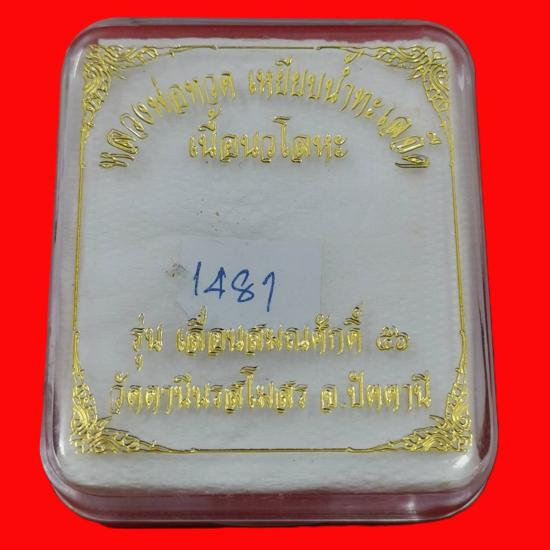 หลวงพ่อทวด เหยียบน้ำทะเลจืด
เนื้อนวโลหะ
1481
รุ่น เลื่อนสมณศักดิ์ ๕๖
วัดตานีนรสโมสร จ.ปัตตานี